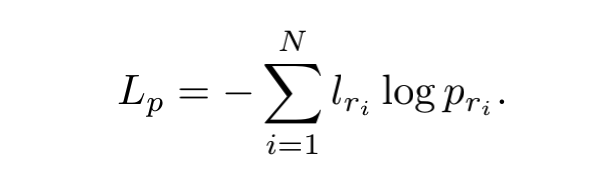 L_p = -\sum_{i=1}^{N} l_{r_i} \log p_{r_i}.